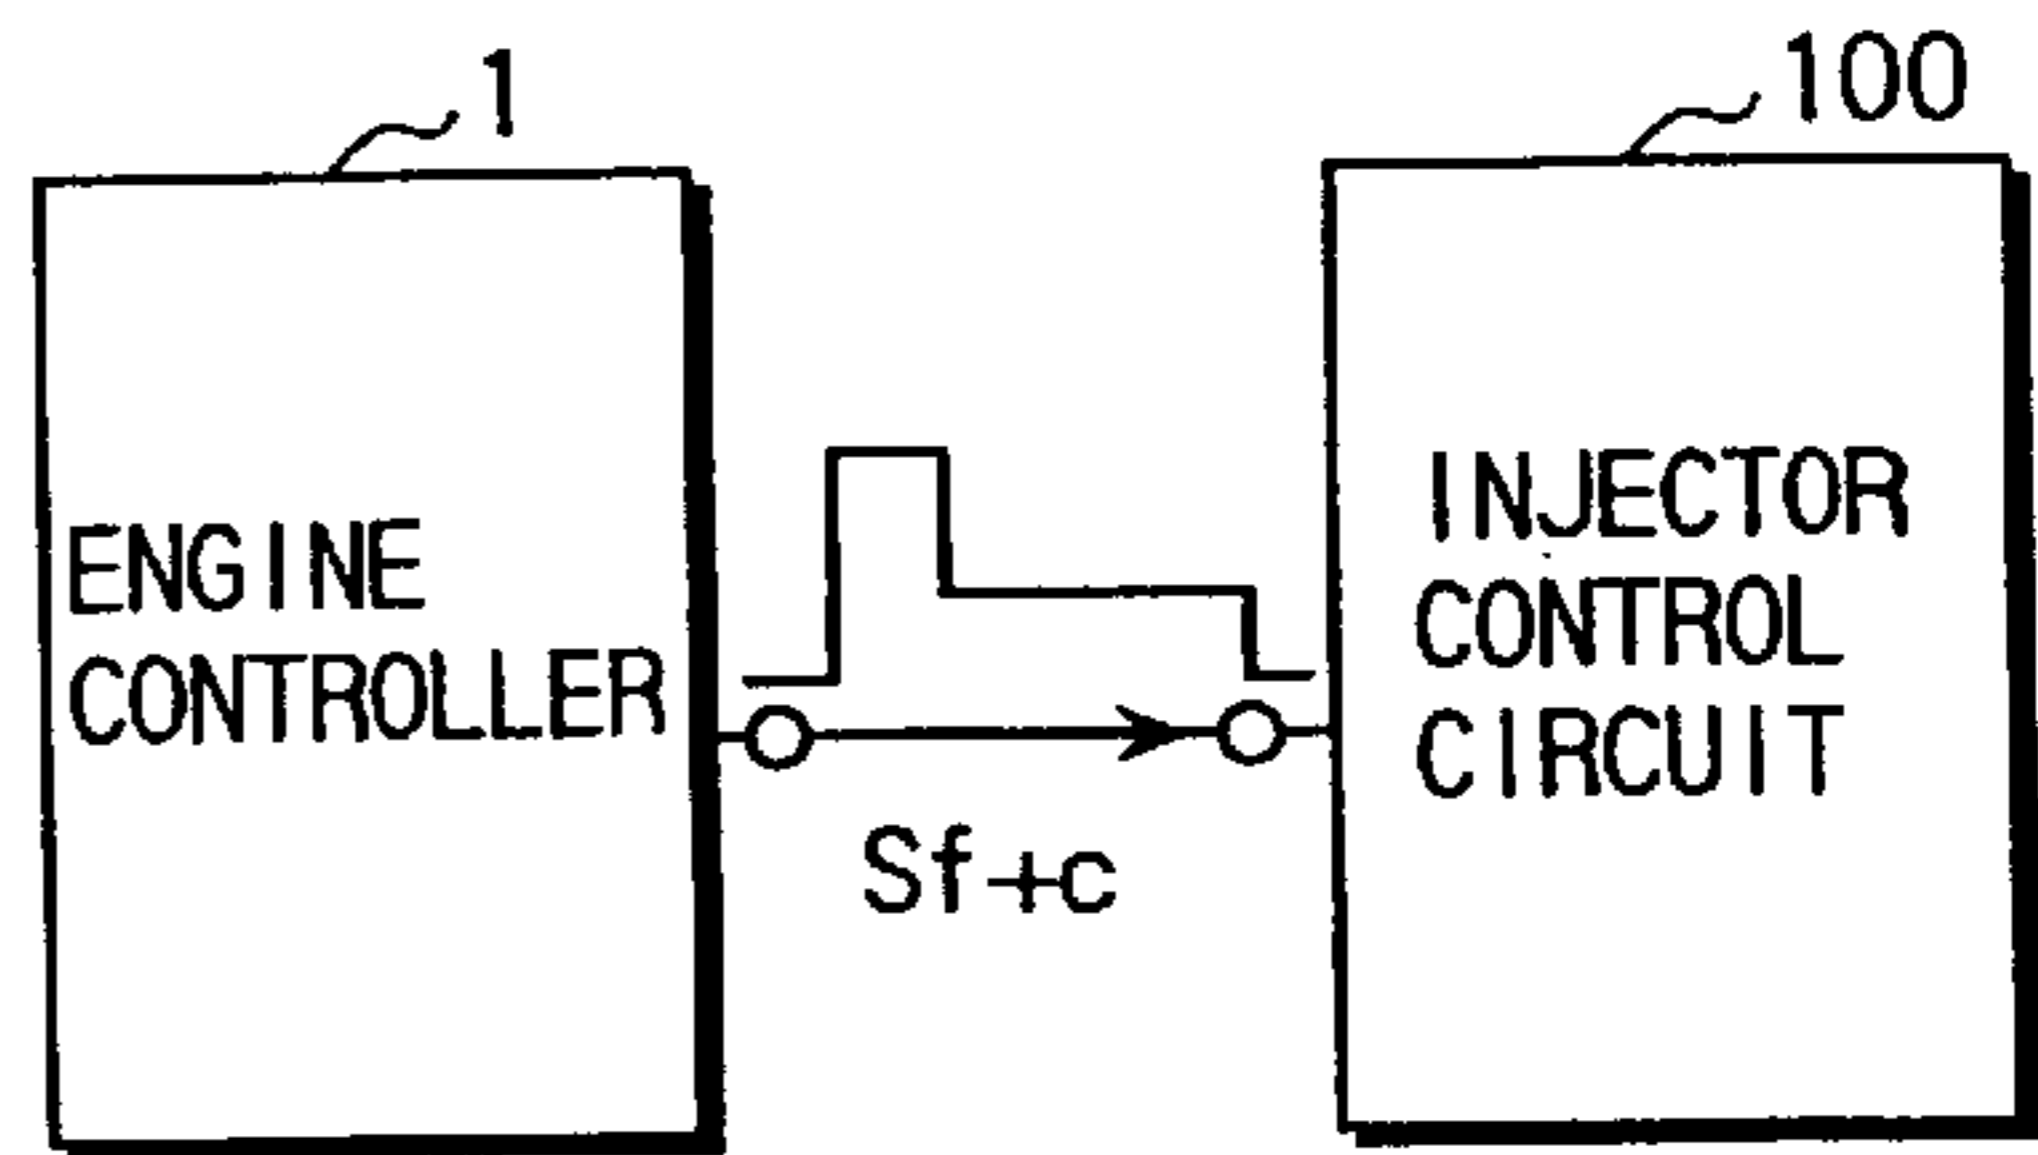 1
100
ENGINE
CONTROLLER
INJECTOR
CONTROL
CIRCUIT
Sf+c